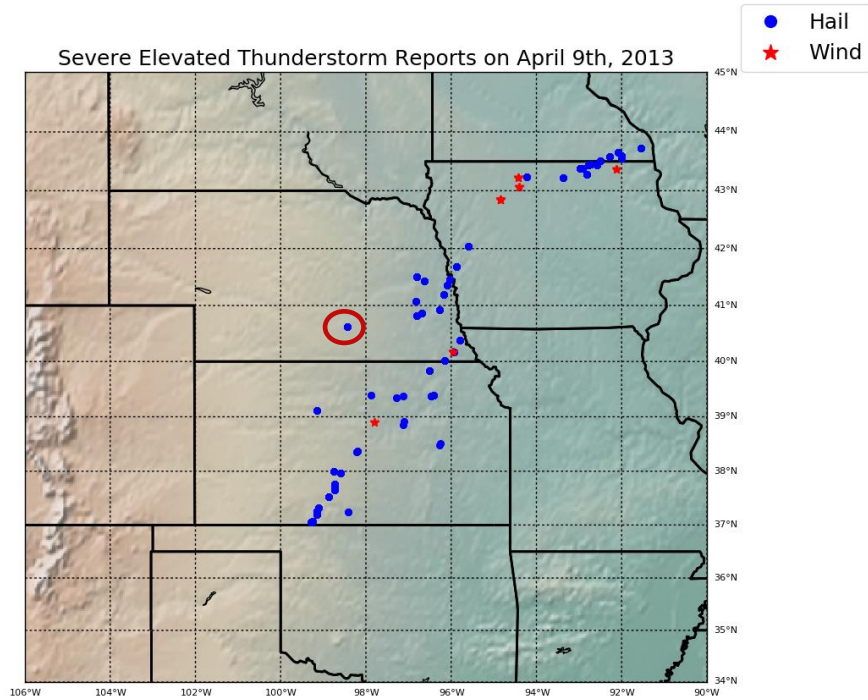 Hail
Wind
Severe Elevated Thunderstorm Reports on April 9th, 2013
45°N
44°N
43°N
42°N
41°N
40°N
39°N
38°N
37°N
36°N
35°N
34°N
106°W 104°W 102°W 100°W 98°W 96°W 94°W 92°W 90°W